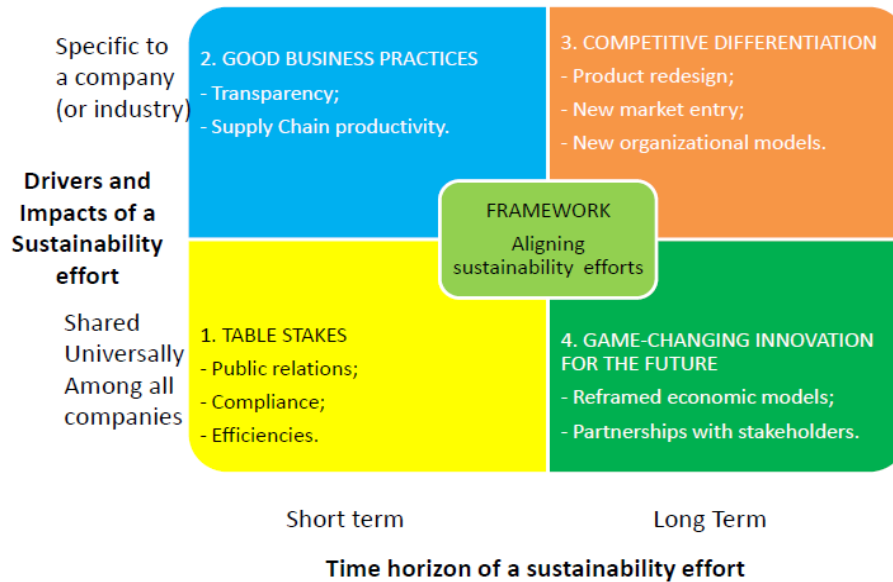 Specific to
a company
(or industry)
2. GOOD BUSINESS PRACTICES
- Transparency;
- Supply Chain productivity.
3. COMPETITIVE DIFFERENTIATION
- Product redesign;
- New market entry;
- New organizational models.
Drivers and
Impacts of a
Sustainability
effort
FRAMEWORK
Aligning
sustainability efforts
Shared
Universally
Among all
companies
1. TABLE STAKES
- Public relations;
- Compliance;
- Efficiencies.
4. GAME-CHANGING INNOVATION
FOR THE FUTURE
- Reframed economic models;
- Partnerships with stakeholders.
Short term
Long Term
Time horizon of a sustainability effort